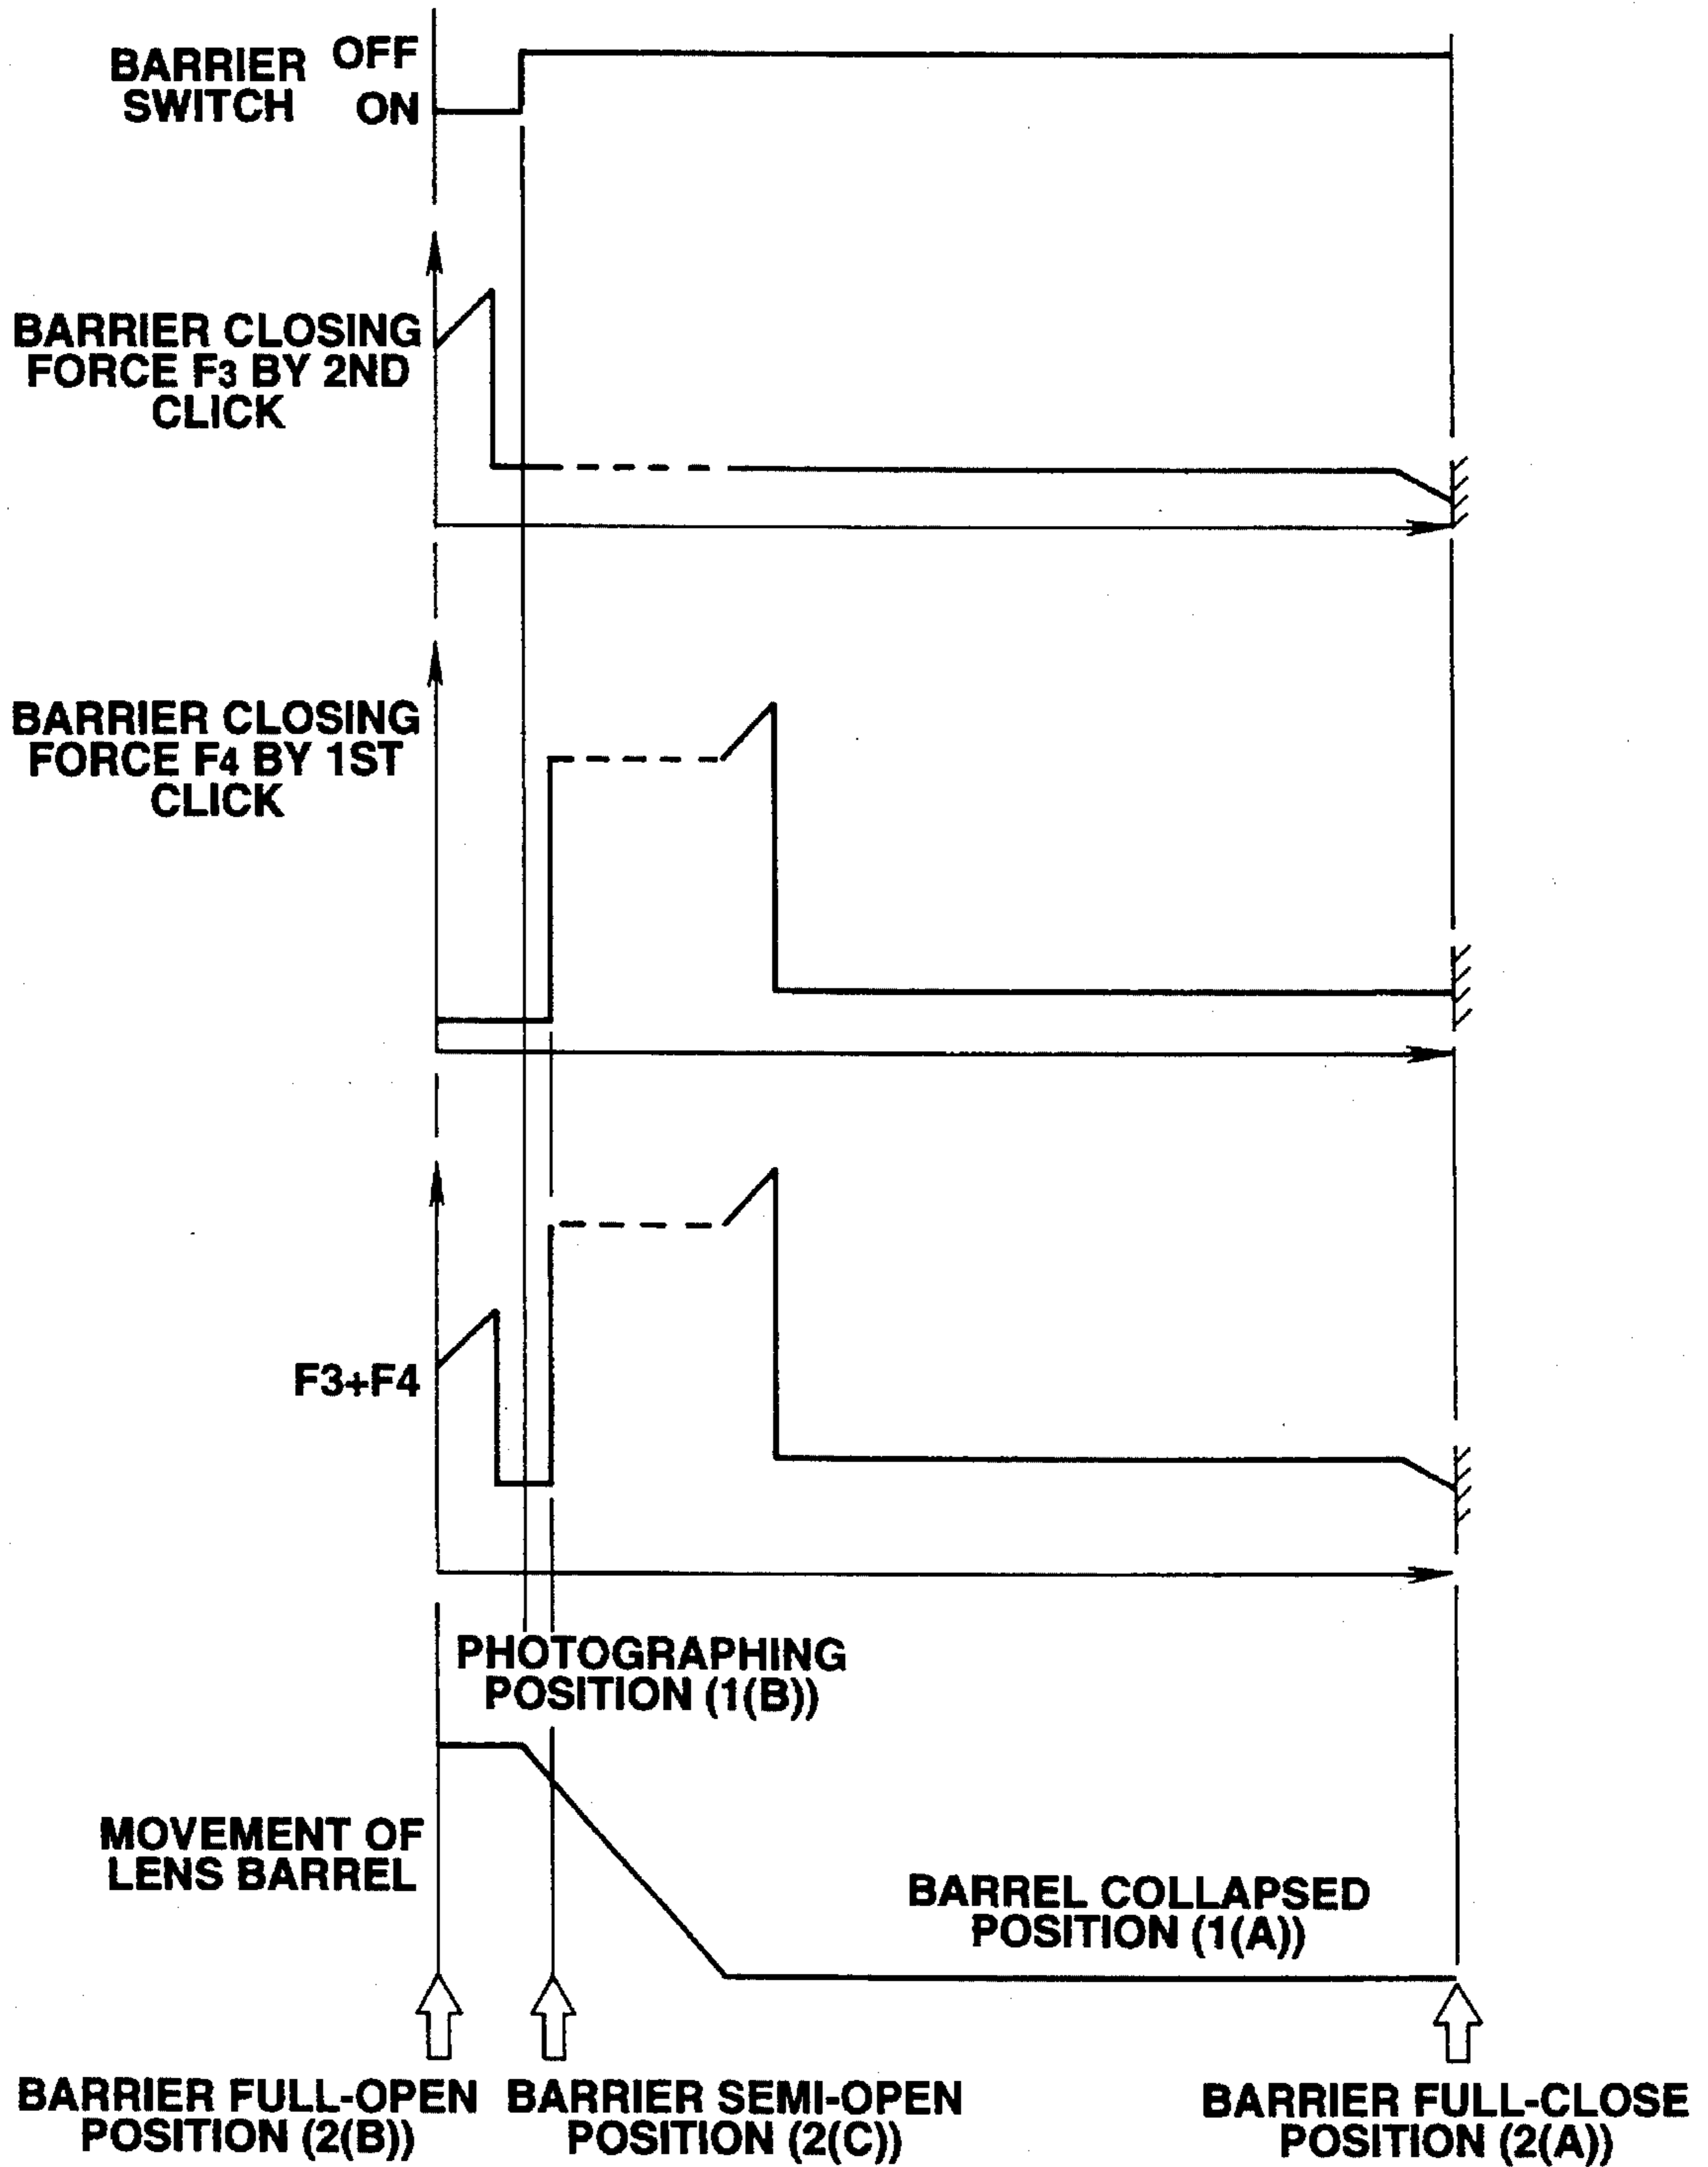 BARRIER
SWITCH
OFF
ON
BARRIER CLOSING
FORCE F3 BY 2ND
CLICK
BARRIER CLOSING
FORCE F4 BY 1ST
CLICK
F3+F4
PHOTOGRAPHING
POSITION (1(B))
MOVEMENT OF
LENS BARREL
BARREL COLLAPSED
POSITION (1(A))
BARRIER FULL-OPEN
POSITION (2(B))
BARRIER SEMI-OPEN
POSITION (2(C))
BARRIER FULL-CLOSE
POSITION (2(A))